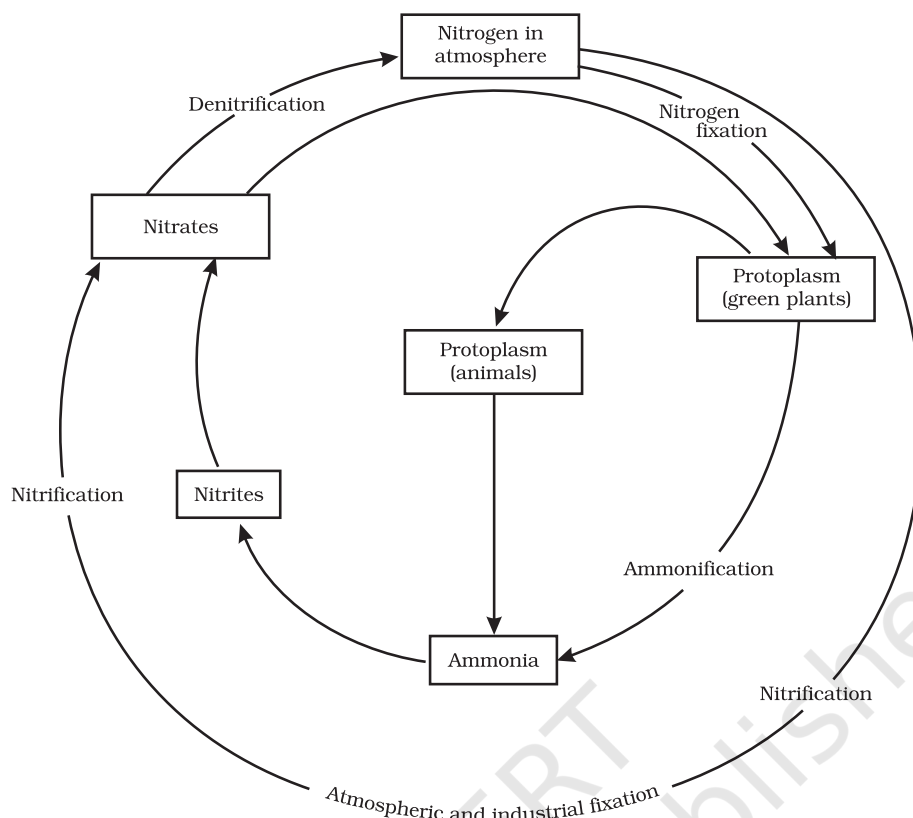 Nitrogen in
atmosphere
Denitrification
Nitrogen
fixation
Nitrates
Protoplasm
(green plants)
Protoplasm
(animals)
Nitrification
Nitrites
Ammonification
Ammonia
Nitrification
Atmospheric and industrial fixation